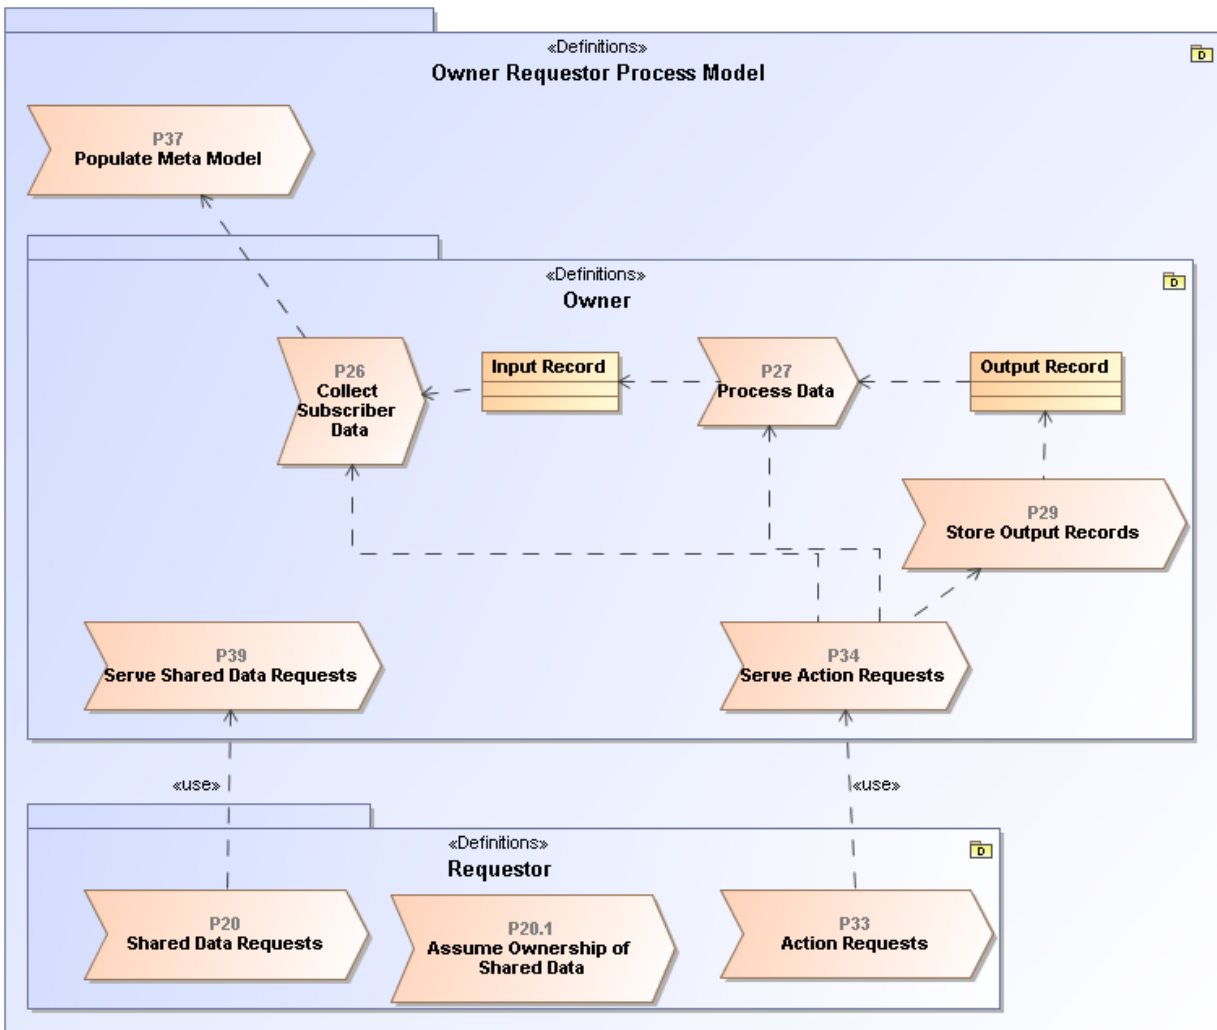 «Definitions»
Owner Requestor Process Model
D
P37
Populate Meta Model
«Definitions»
Owner
D
P26
Collect
Subscriber
Data
Input Record
P27
Process Data
Output Record
P29
Store Output Records
P39
Serve Shared Data Requests
P34
Serve Action Requests
«use»
«use»
«Definitions»
Requestor
D
P20
Shared Data Requests
P20.1
Assume Ownership of
Shared Data
P33
Action Requests